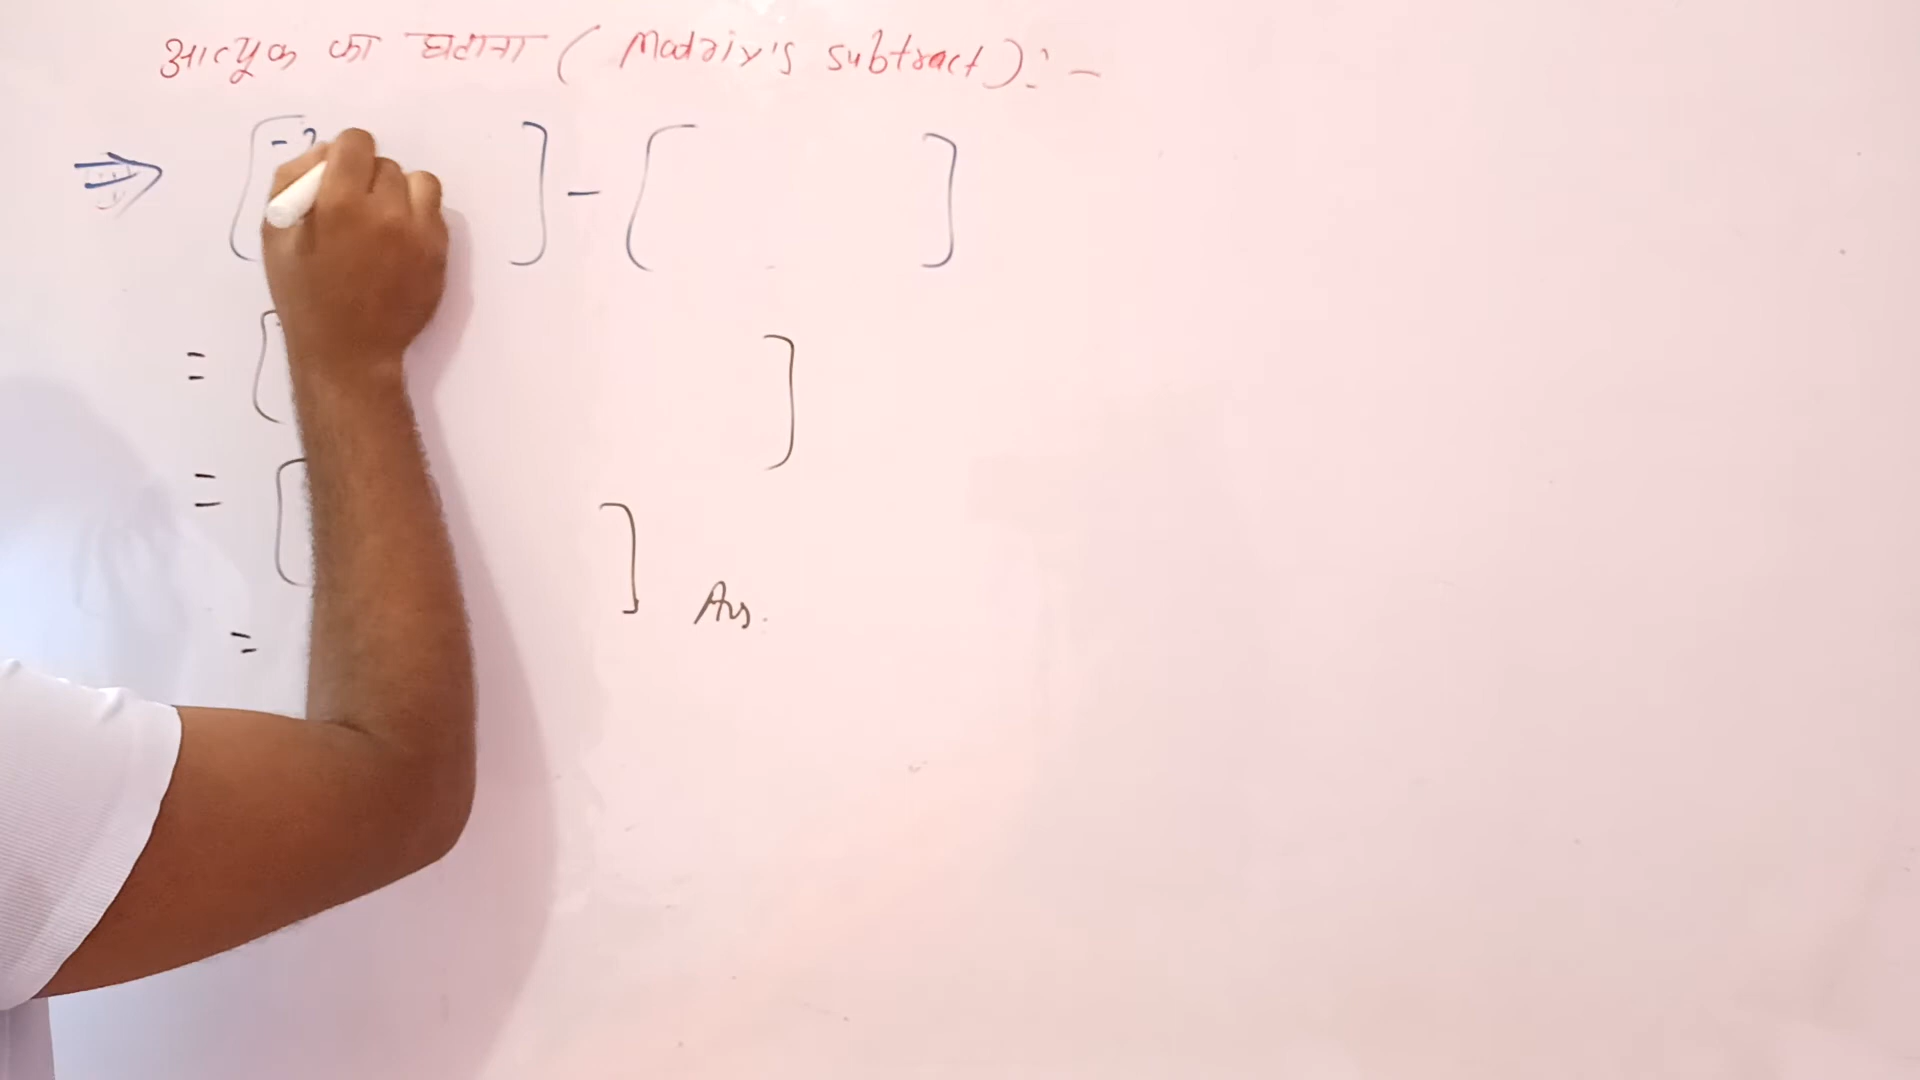 आव्यूह का घटाना ( Matrix's subtract ) : -
⇒ [ - ] - [ ]
= [ ]
= [ ] Ans.
=